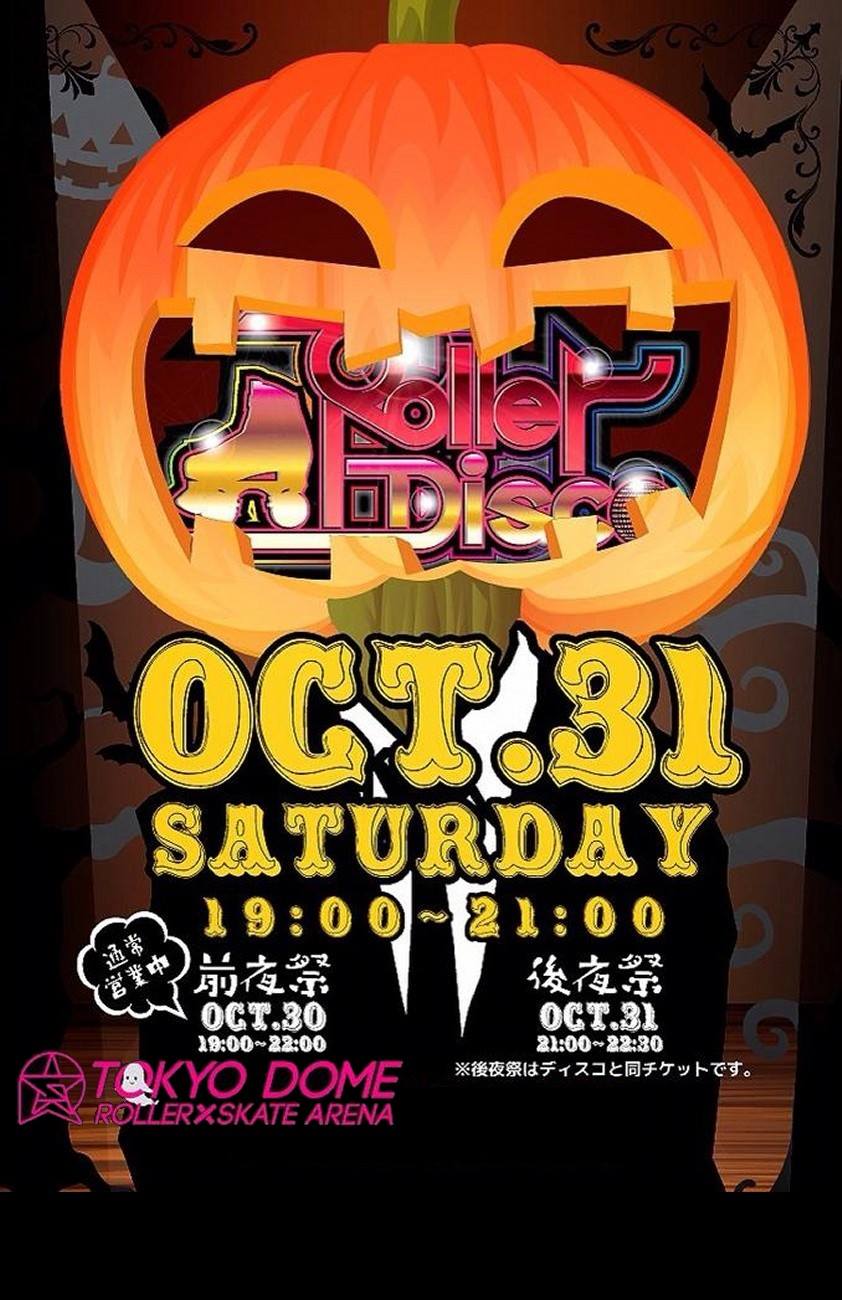 Roller
Disco
OCT.31
SATURDAY
19:00~21:00
通常
営業中
前夜祭
OCT.30
19:00~22:00
後夜祭
OCT.31
21:00~22:30
※後夜祭はディスコと同チケットです。
TOKYO DOME
ROLLER×SKATE ARENA